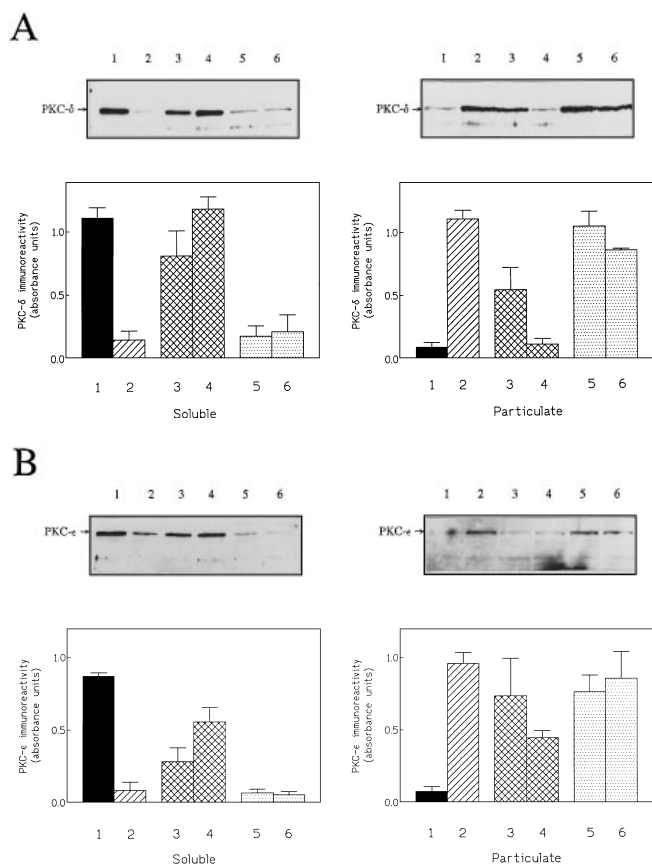 A
1 2 3 4 5 6
PKC-δ
1 2 3 4 5 6
PKC-δ
PKC-δ immunoreactivity
(absorbance units)
1.0
0.5
0.0
1 2 3 4 5 6
Soluble
PKC-δ immunoreactivity
(absorbance units)
1.0
0.5
0.0
1 2 3 4 5 6
Particulate
B
1 2 3 4 5 6
PKC-ϵ
1 2 3 4 5 6
PKC-ϵ
PKC-ϵ immunoreactivity
(absorbance units)
1.0
0.5
0.0
1 2 3 4 5 6
Soluble
PKC-ϵ immunoreactivity
(absorbance units)
1.0
0.5
0.0
1 2 3 4 5 6
Particulate